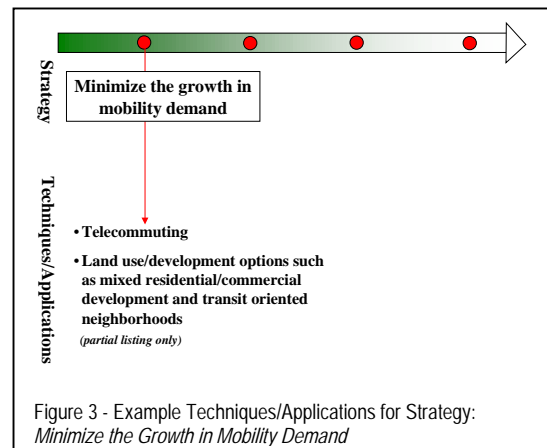 Strategy
Minimize the growth in
mobility demand
Techniques/Applications
• Telecommuting
• Land use/development options such
as mixed residential/commercial
development and transit oriented
neighborhoods
(partial listing only)
Figure 3 - Example Techniques/Applications for Strategy:
Minimize the Growth in Mobility Demand